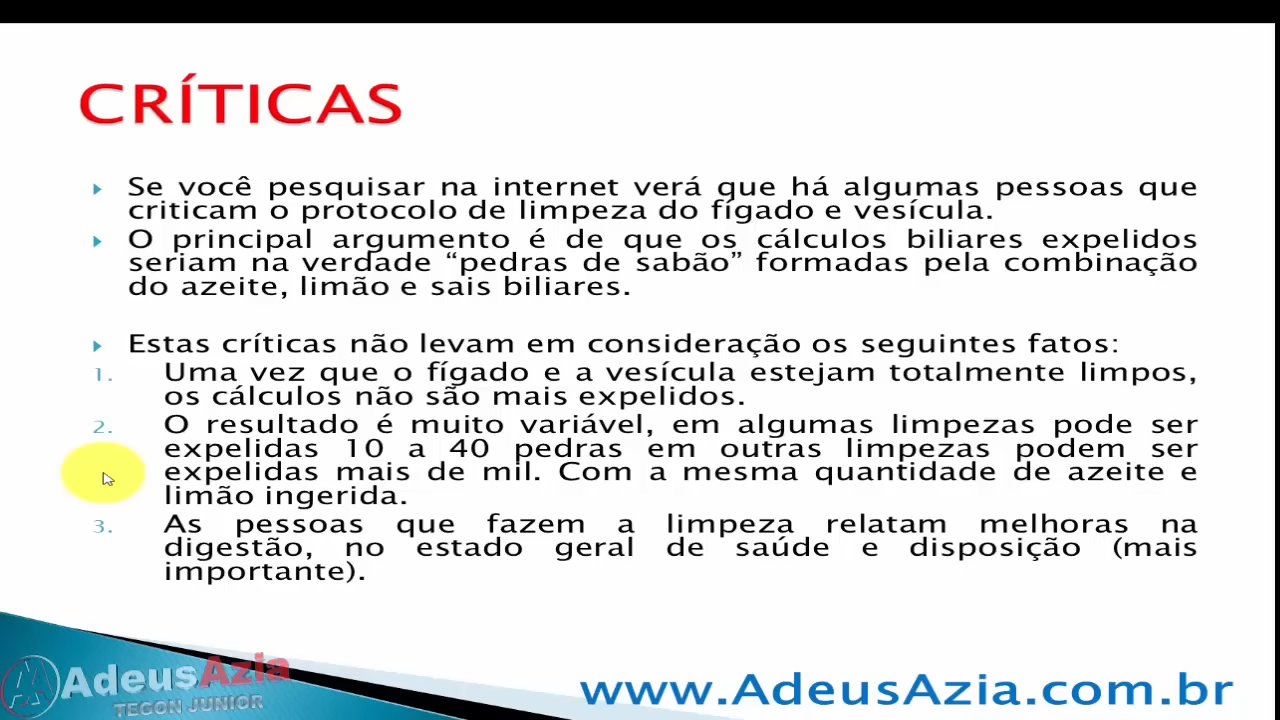 CRÍTICAS
Se você pesquisar na internet verá que há algumas pessoas que
criticam o protocolo de limpeza do fígado e vesícula.
O principal argumento é de que os cálculos biliares expelidos
seriam na verdade “pedras de sabão” formadas pela combinação
do azeite, limão e sais biliares.
Estas críticas não levam em consideração os seguintes fatos:
1. Uma vez que o fígado e a vesícula estejam totalmente limpos,
os cálculos não são mais expelidos.
2. O resultado é muito variável, em algumas limpezas pode ser
expelidas 10 a 40 pedras em outras limpezas podem ser
expelidas mais de mil. Com a mesma quantidade de azeite e
limão ingerida.
3. As pessoas que fazem a limpeza relatam melhoras na
digestão, no estado geral de saúde e disposição (mais
importante).
AdeusAzia
TECON JUNIOR
www.AdeusAzia.com.br